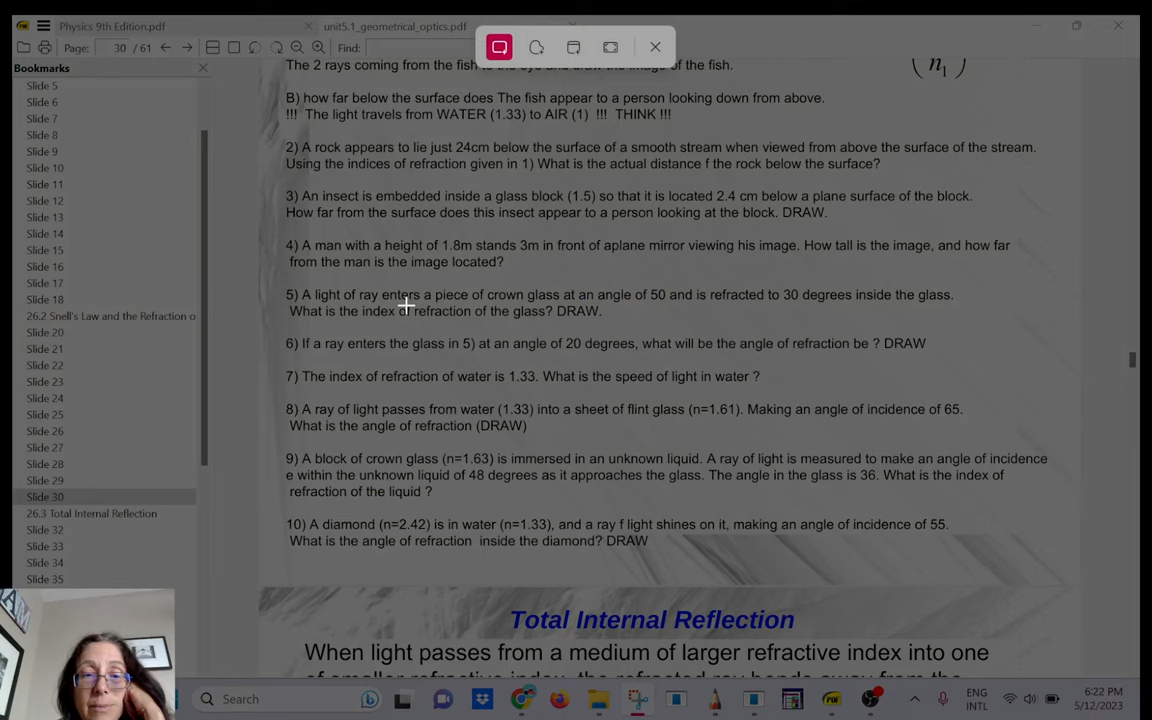 Physics 9th Edition.pdf
unit5.1_geometrical_optics.pdf
Page: 30 / 61
Find:
Bookmarks
Slide 5
Slide 6
Slide 7
Slide 8
Slide 9
Slide 10
Slide 11
Slide 12
Slide 13
Slide 14
Slide 15
Slide 16
Slide 17
Slide 18
26.2 Snell's Law and the Refraction o
Slide 20
Slide 21
Slide 22
Slide 23
Slide 24
Slide 25
Slide 26
Slide 27
Slide 28
Slide 29
Slide 30
26.3 Total Internal Reflection
Slide 32
Slide 33
Slide 34
Slide 35
The 2 rays coming from the fish to the eye and draw the image of the fish.
( n1 )
B) how far below the surface does The fish appear to a person looking down from above.
!!! The light travels from WATER (1.33) to AIR (1) !!! THINK !!!
2) A rock appears to lie just 24cm below the surface of a smooth stream when viewed from above the surface of the stream.
Using the indices of refraction given in 1) What is the actual distance f the rock below the surface?
3) An insect is embedded inside a glass block (1.5) so that it is located 2.4 cm below a plane surface of the block.
How far from the surface does this insect appear to a person looking at the block. DRAW.
4) A man with a height of 1.8m stands 3m in front of aplane mirror viewing his image. How tall is the image, and how far
from the man is the image located?
5) A light of ray enters a piece of crown glass at an angle of 50 and is refracted to 30 degrees inside the glass.
What is the index of refraction of the glass? DRAW.
6) If a ray enters the glass in 5) at an angle of 20 degrees, what will be the angle of refraction be ? DRAW
7) The index of refraction of water is 1.33. What is the speed of light in water ?
8) A ray of light passes from water (1.33) into a sheet of flint glass (n=1.61). Making an angle of incidence of 65.
What is the angle of refraction (DRAW)
9) A block of crown glass (n=1.63) is immersed in an unknown liquid. A ray of light is measured to make an angle of incidence
e within the unknown liquid of 48 degrees as it approaches the glass. The angle in the glass is 36. What is the index of
refraction of the liquid ?
10) A diamond (n=2.42) is in water (n=1.33), and a ray f light shines on it, making an angle of incidence of 55.
What is the angle of refraction inside the diamond? DRAW
Total Internal Reflection
When light passes from a medium of larger refractive index into one
of smaller refractive index, the refracted ray bends away from the
Search
ENG
INTL
6:22 PM
5/12/2023